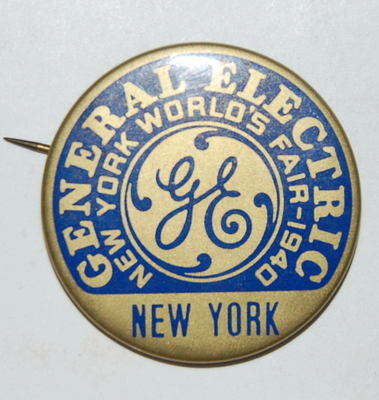 GENERAL ELECTRIC
NEW YORK WORLD'S FAIR-1940
GE
NEW YORK